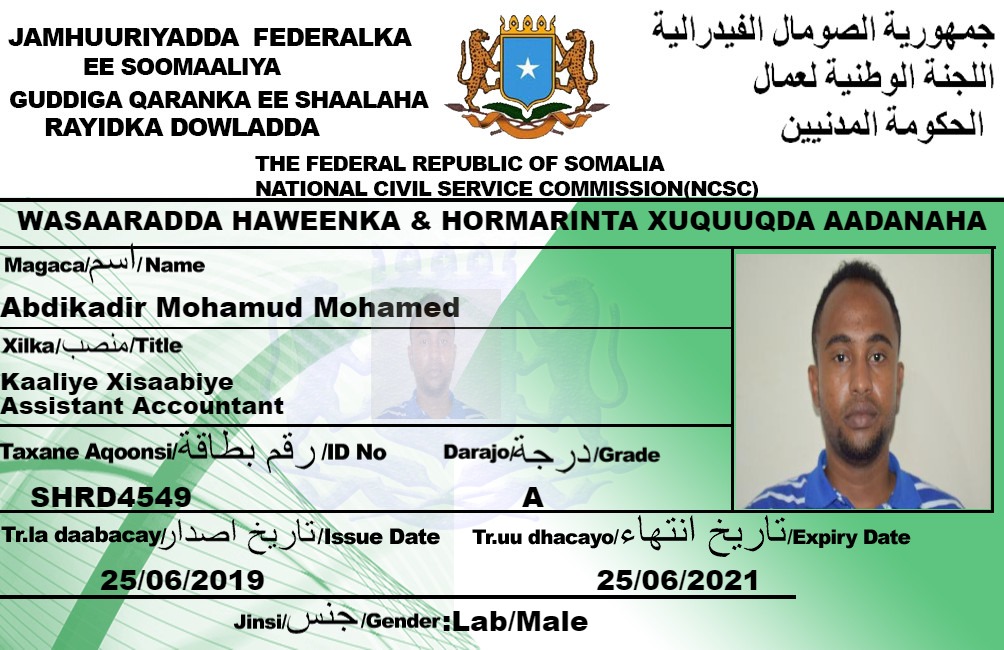 JAMHUURIYADDA FEDERALKA
EE SOOMAALIYA
GUDDIGA QARANKA EE SHAALAHA
RAYIDKA DOWLADDA
جمهورية الصومال الفيدرالية
اللجنة الوطنية لعمال
الحكومة المدنيين
THE FEDERAL REPUBLIC OF SOMALIA
NATIONAL CIVIL SERVICE COMMISSION(NCSC)
WASAARADDA HAWEENKA & HORMARINTA XUQUUQDA AADANAHA
Magaca/اسم/Name
Abdikadir Mohamud Mohamed
Xilka/منصب/Title
Kaaliye Xisaabiye
Assistant Accountant
Taxane Aqoonsi/رقم بطاقة/ID No
Darajo/درجة/Grade
SHRD4549
A
Tr.la daabacay/تاريخ اصدار/Issue Date
Tr.uu dhacayo/تاريخ انتهاء/Expiry Date
25/06/2019
25/06/2021
Jinsi/جنس/Gender:Lab/Male